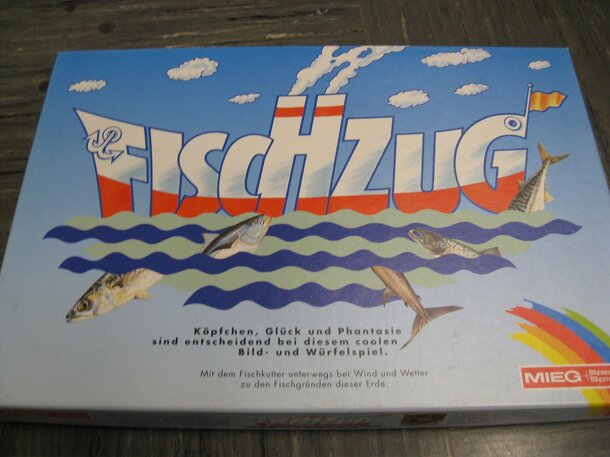 FISCHZUG
Köpfchen, Glück und Phantasie
sind entscheidend bei diesem coolen
Bild- und Würfelspiel.
Mit dem Fischkutter unterwegs bei Wind und Wetter
zu den Fischgründen dieser Erde.
MIEG